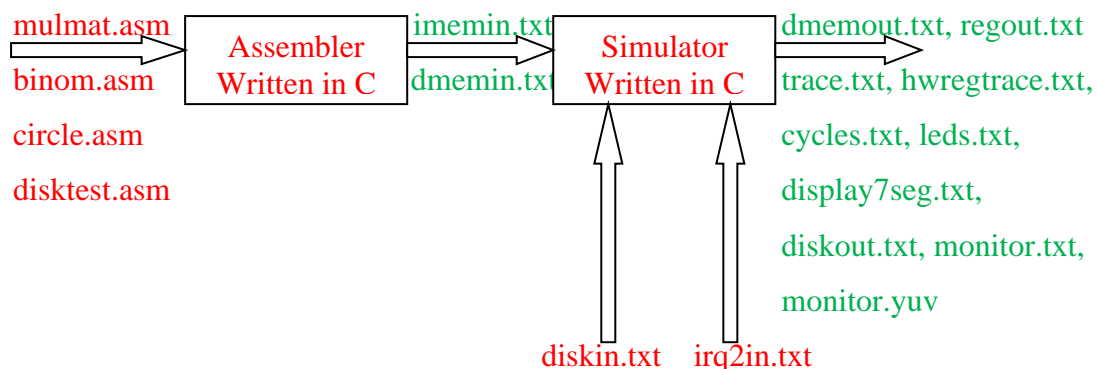 mulmat.asm
binom.asm
circle.asm
disktest.asm
Assembler
Written in C
imemin.txt
dmemin.txt
Simulator
Written in C
dmemout.txt, regout.txt
trace.txt, hwregtrace.txt,
cycles.txt, leds.txt,
display7seg.txt,
diskout.txt, monitor.txt,
monitor.yuv
diskin.txt
irq2in.txt